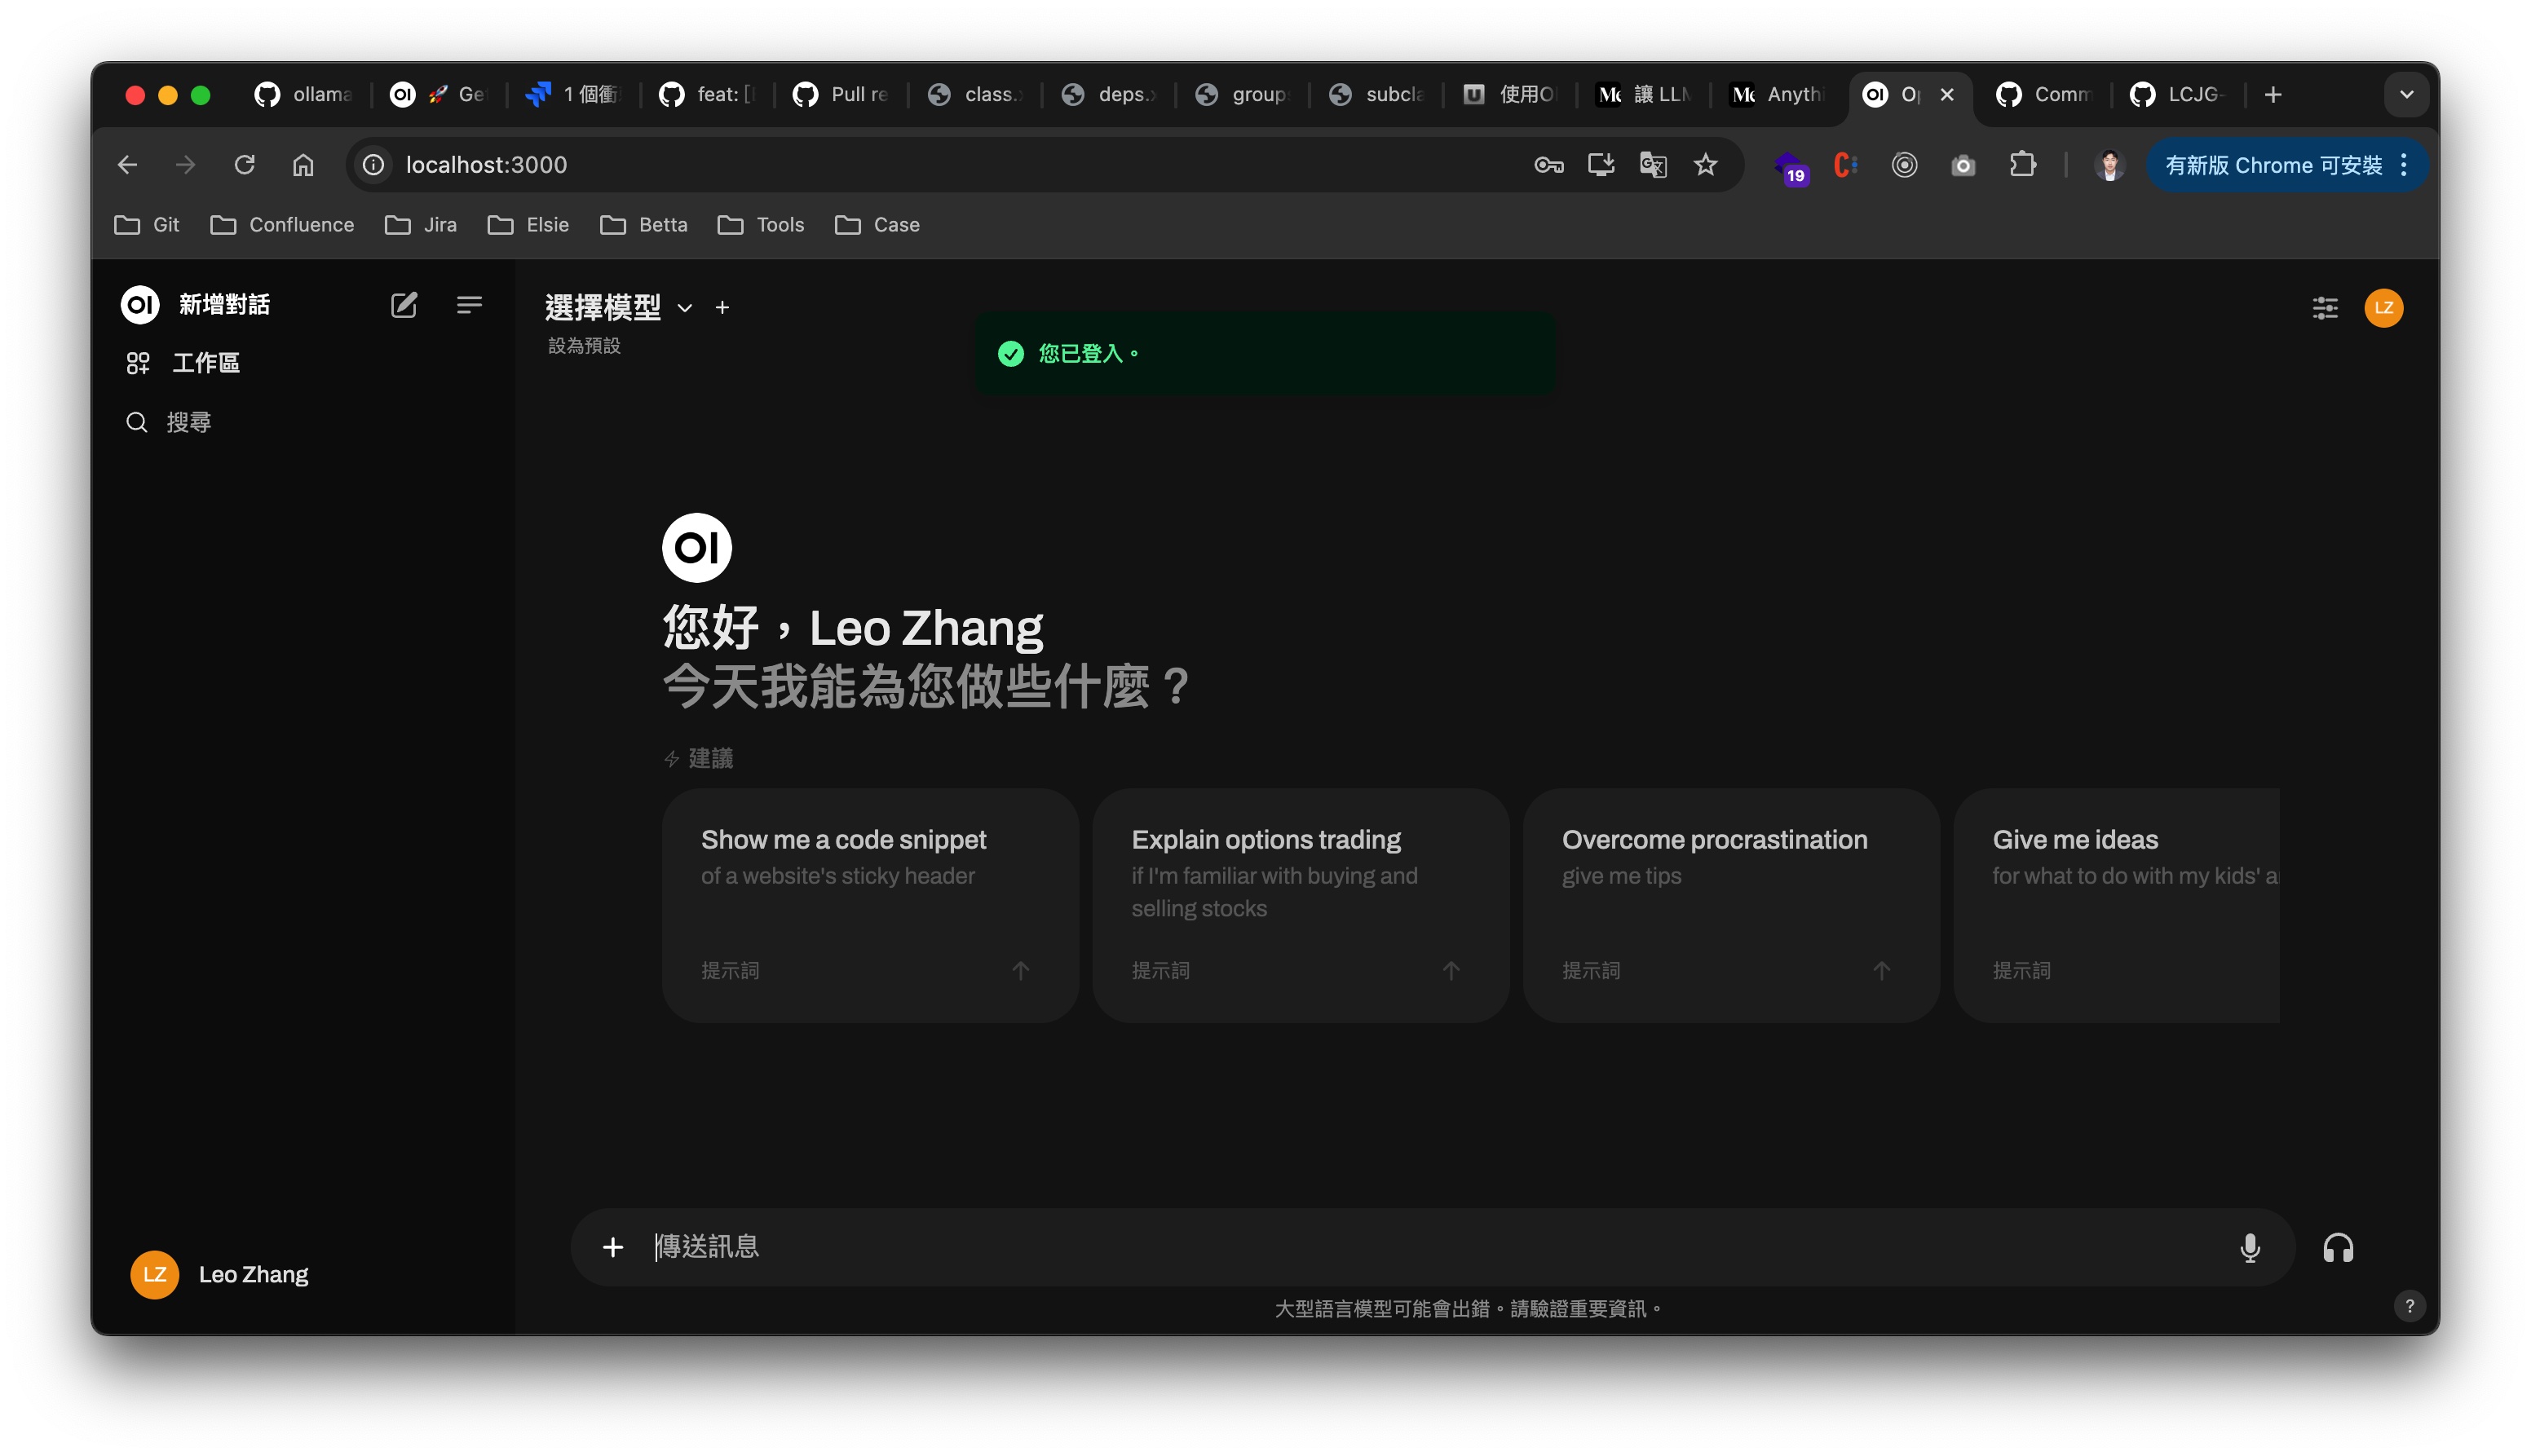 ollama
Ge
1 個衝
feat: [
Pull re
class.
deps.
group
subcla
使用O
讓 LLM
Anythi
O
Comm
LCJG-
localhost:3000
19
有新版 Chrome 可安裝
Git
Confluence
Jira
Elsie
Betta
Tools
Case
OI
新增對話
工作區
搜尋
選擇模型
設為預設
您已登入。
LZ
OI
您好，Leo Zhang
今天我能為您做些什麼？
建議
Show me a code snippet
of a website's sticky header
提示詞
Explain options trading
if I'm familiar with buying and
selling stocks
提示詞
Overcome procrastination
give me tips
提示詞
Give me ideas
for what to do with my kids'
提示詞
傳送訊息
LZ
Leo Zhang
大型語言模型可能會出錯。請驗證重要資訊。
?